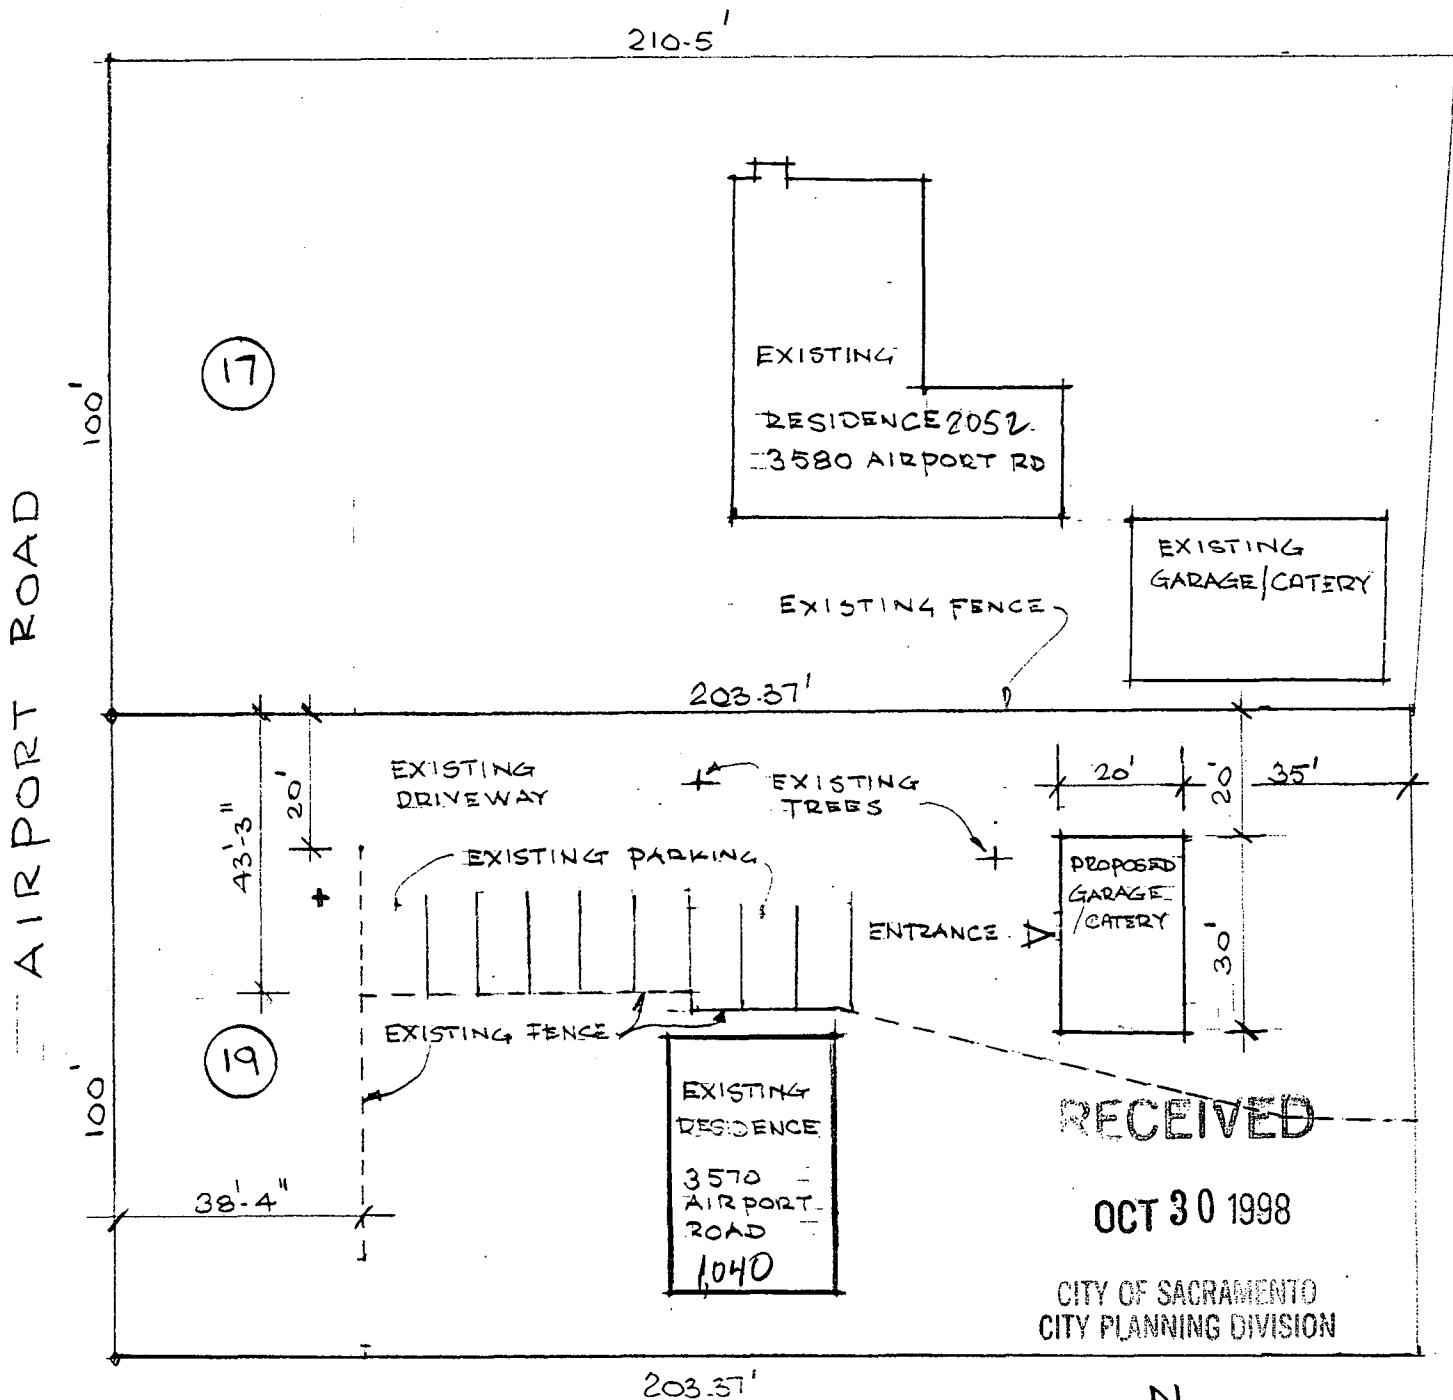 210.5'
17
100'
EXISTING
RESIDENCE 2052
3580 AIRPORT RD
EXISTING
GARAGE/CATERY
EXISTING FENCE
AIRPORT ROAD
203.37'
43'-3"
20'
EXISTING
DRIVEWAY
EXISTING
TREES
20'
20'
35'
EXISTING PARKING
PROPOSED
GARAGE
/CATERY
ENTRANCE
30'
EXISTING FENCE
19
100'
EXISTING
RESIDENCE
3570
AIRPORT
ROAD
1,040
38'-4"
RECEIVED
OCT 30 1998
CITY OF SACRAMENTO
CITY PLANNING DIVISION
203.37'
N